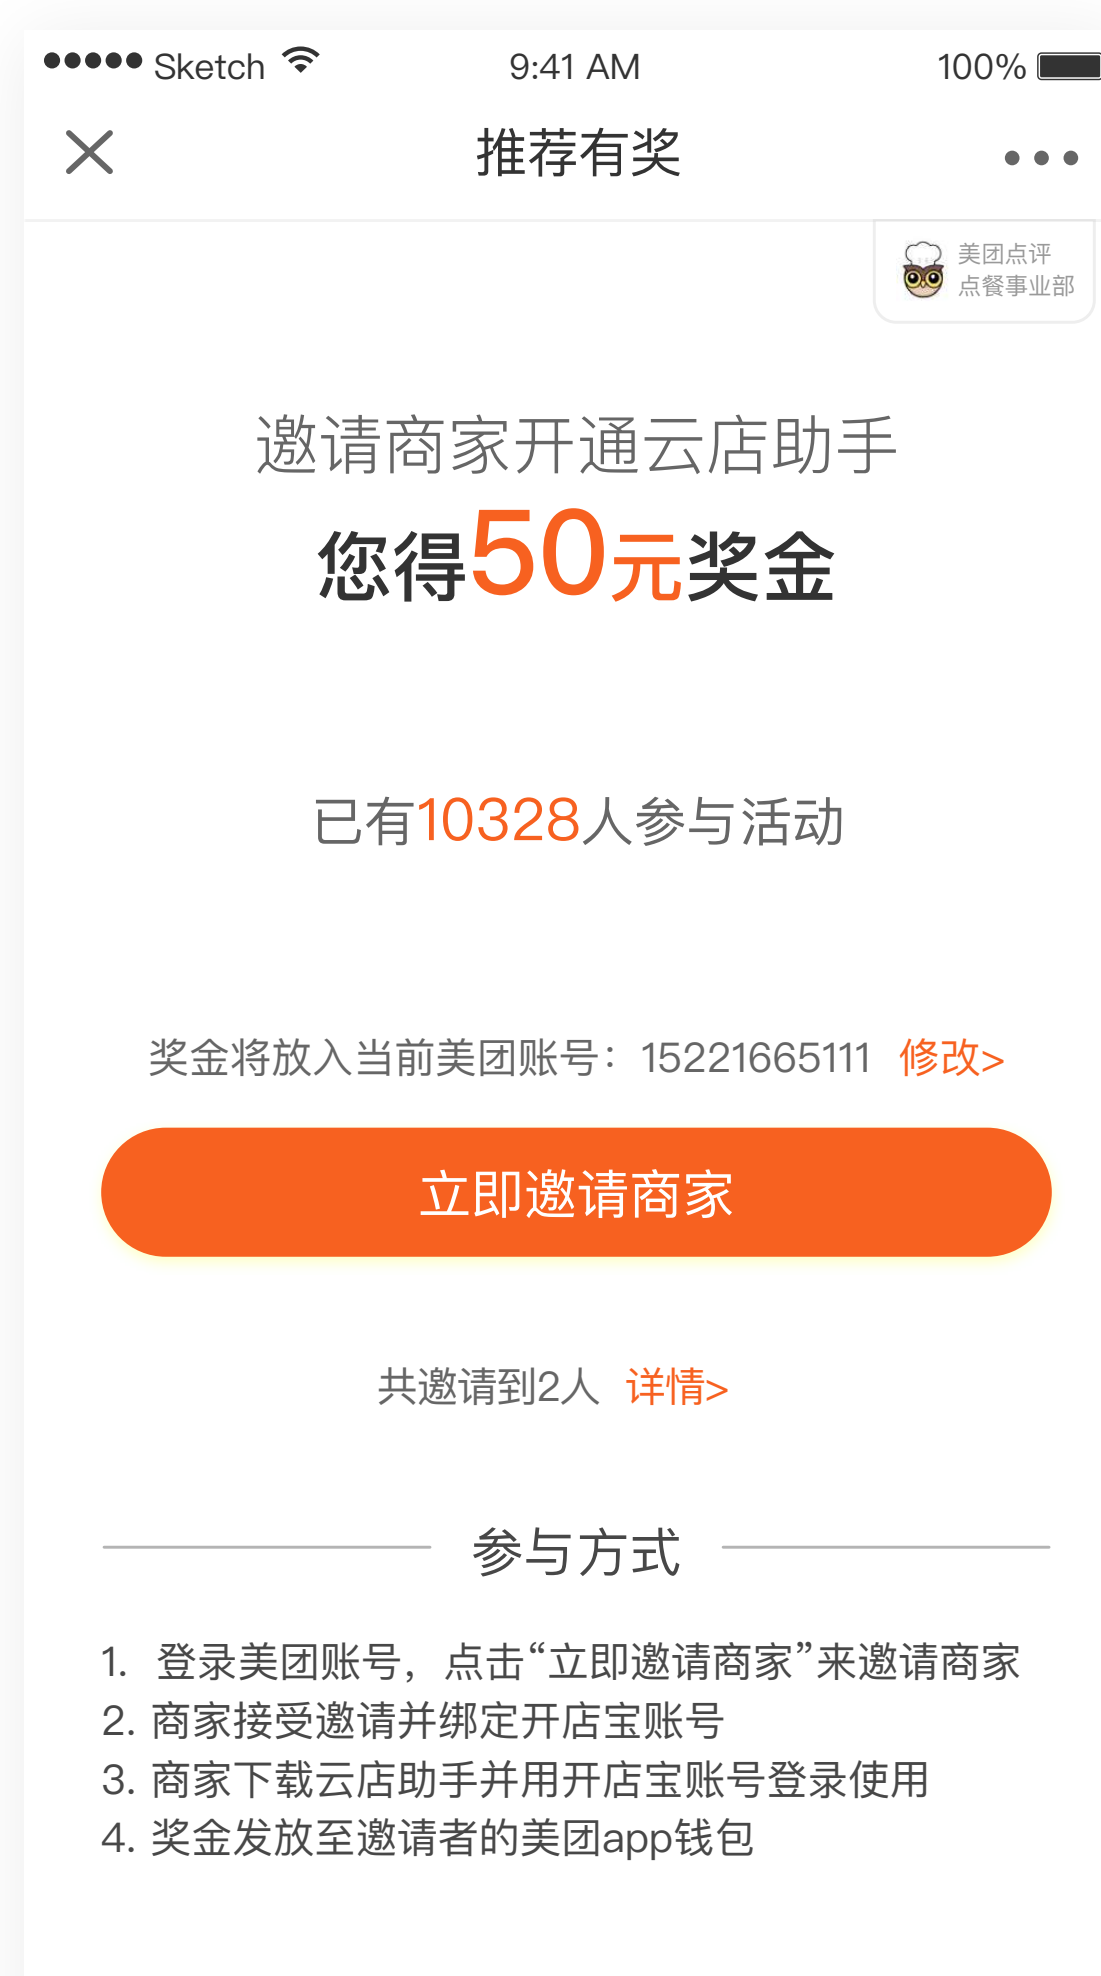 Sketch 9:41 AM 100%
推荐有奖
美团点评
点餐事业部
邀请商家开通云店助手
您得50元奖金
已有10328人参与活动
奖金将放入当前美团账号：15221665111 修改>
立即邀请商家
共邀请到2人 详情>
参与方式
1. 登录美团账号，点击“立即邀请商家”来邀请商家
2. 商家接受邀请并绑定开店宝账号
3. 商家下载云店助手并用开店宝账号登录使用
4. 奖金发放至邀请者的美团app钱包